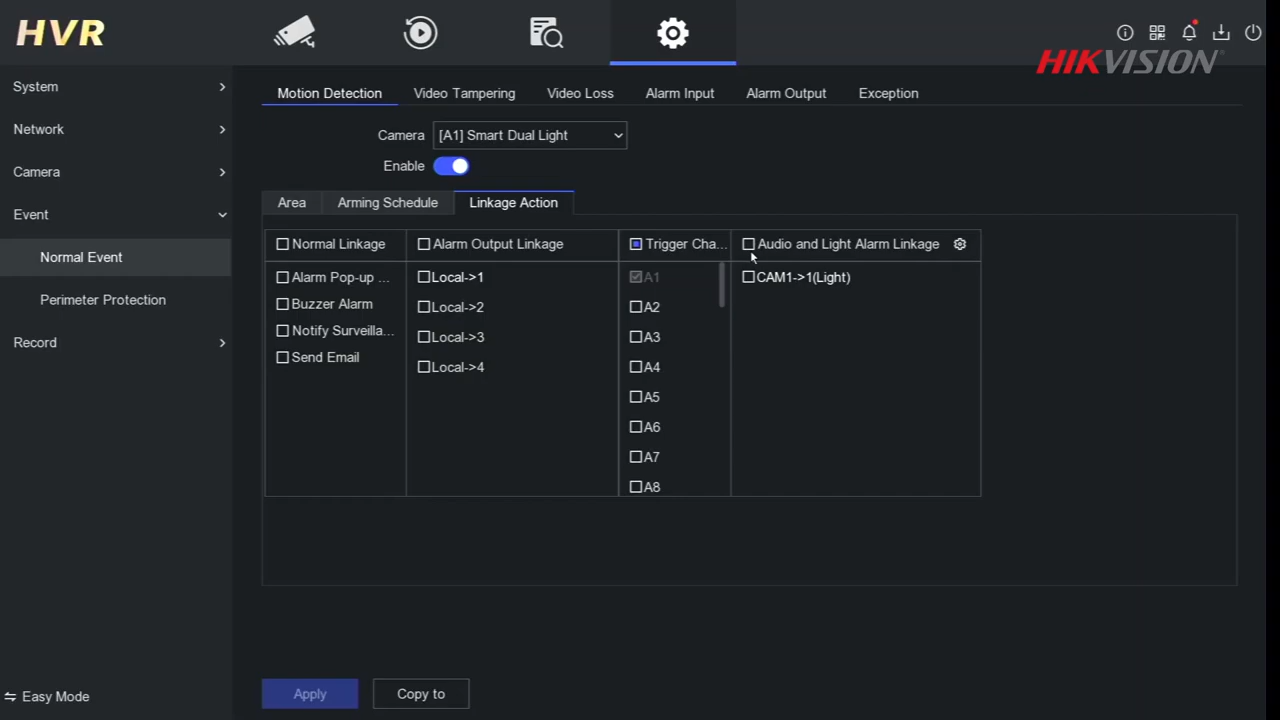 HVR
HIKVISION
System
Network
Camera
Event
Normal Event
Perimeter Protection
Record
Easy Mode
Motion Detection Video Tampering Video Loss Alarm Input Alarm Output Exception
Camera [A1] Smart Dual Light
Enable
Area Arming Schedule Linkage Action
Normal Linkage Alarm Output Linkage Trigger Cha... Audio and Light Alarm Linkage
Alarm Pop-up ... Local->1 A1 CAM1->1(Light)
Buzzer Alarm Local->2 A2
Notify Surveilla... Local->3 A3
Send Email Local->4 A4
A5
A6
A7
A8
Apply Copy to